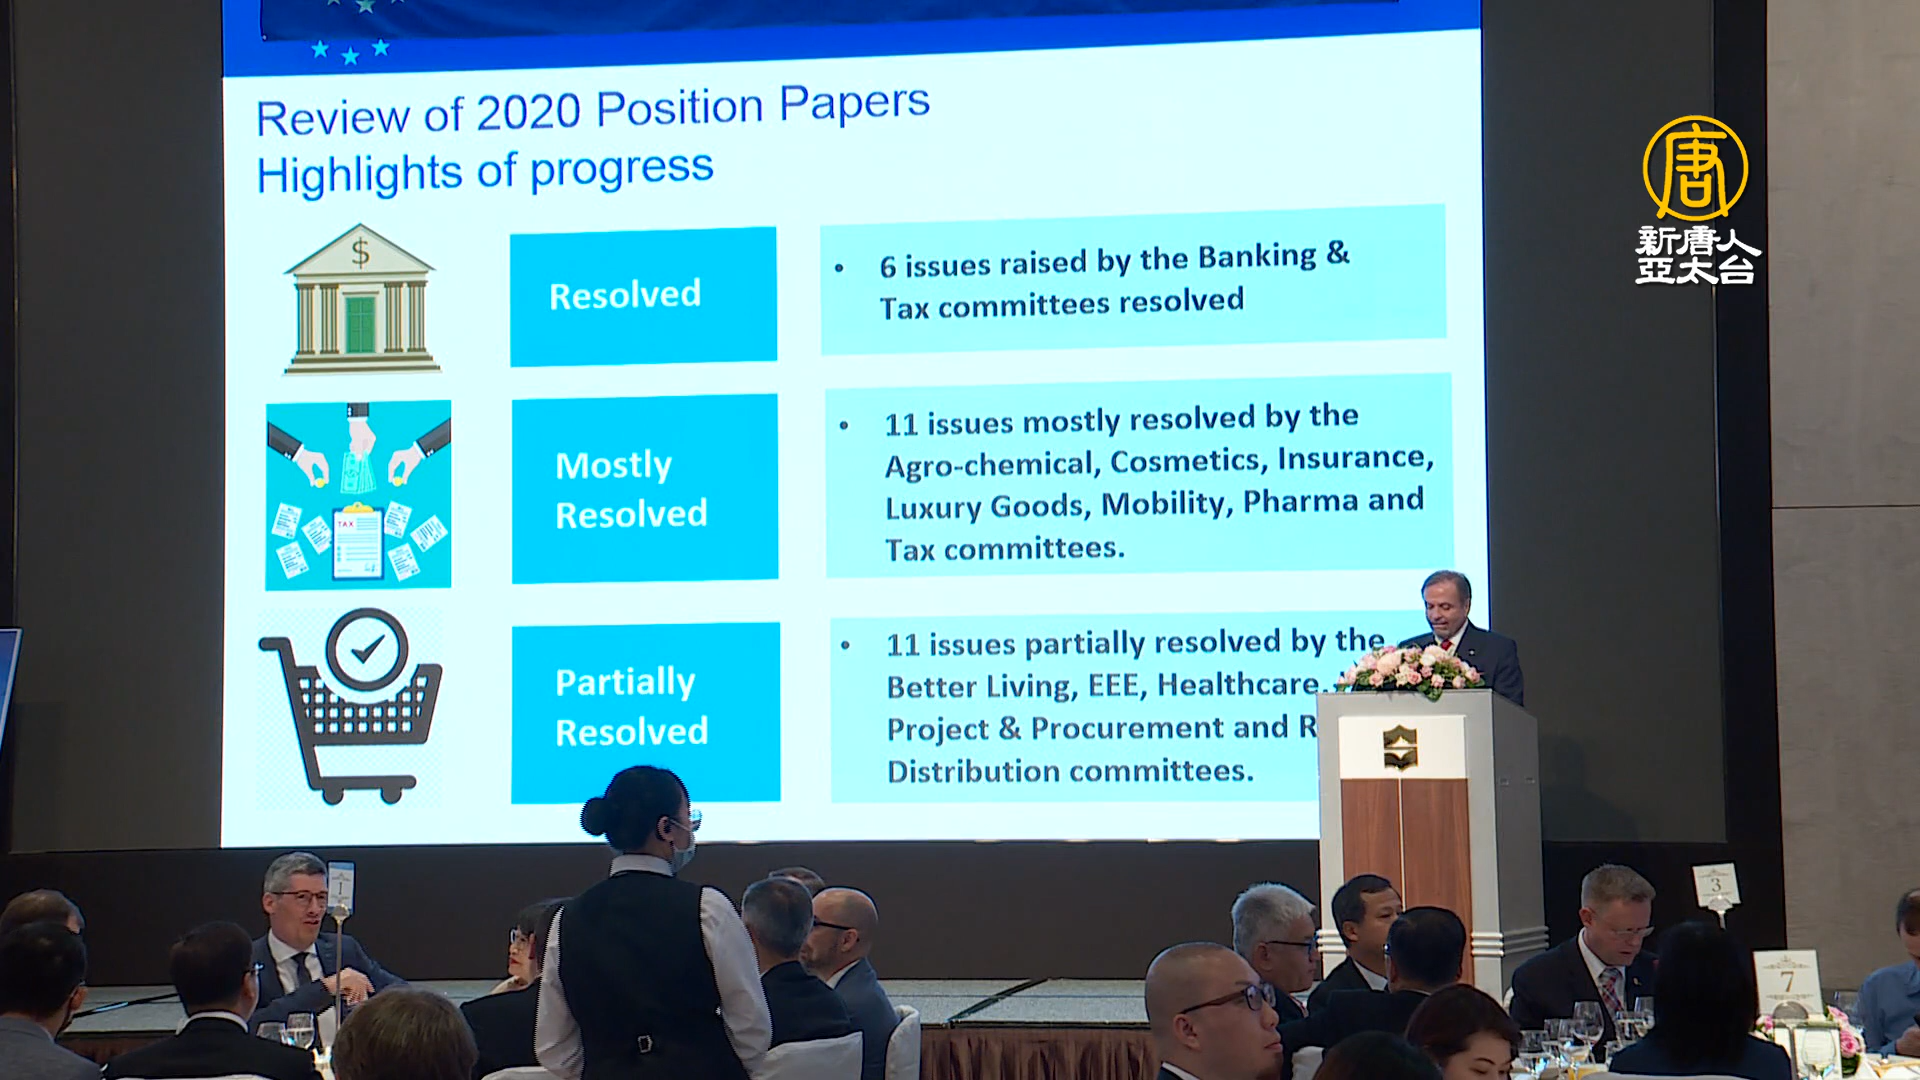 Review of 2020 Position Papers
Highlights of progress
$
Resolved
• 6 issues raised by the Banking &
Tax committees resolved
TAX
Mostly
Resolved
• 11 issues mostly resolved by the
Agro-chemical, Cosmetics, Insurance,
Luxury Goods, Mobility, Pharma and
Tax committees.
Partially
Resolved
• 11 issues partially resolved by the
Better Living, EEE, Healthcare,
Project & Procurement and R
Distribution committees.
唐
新唐人
亞太台
1
3
7